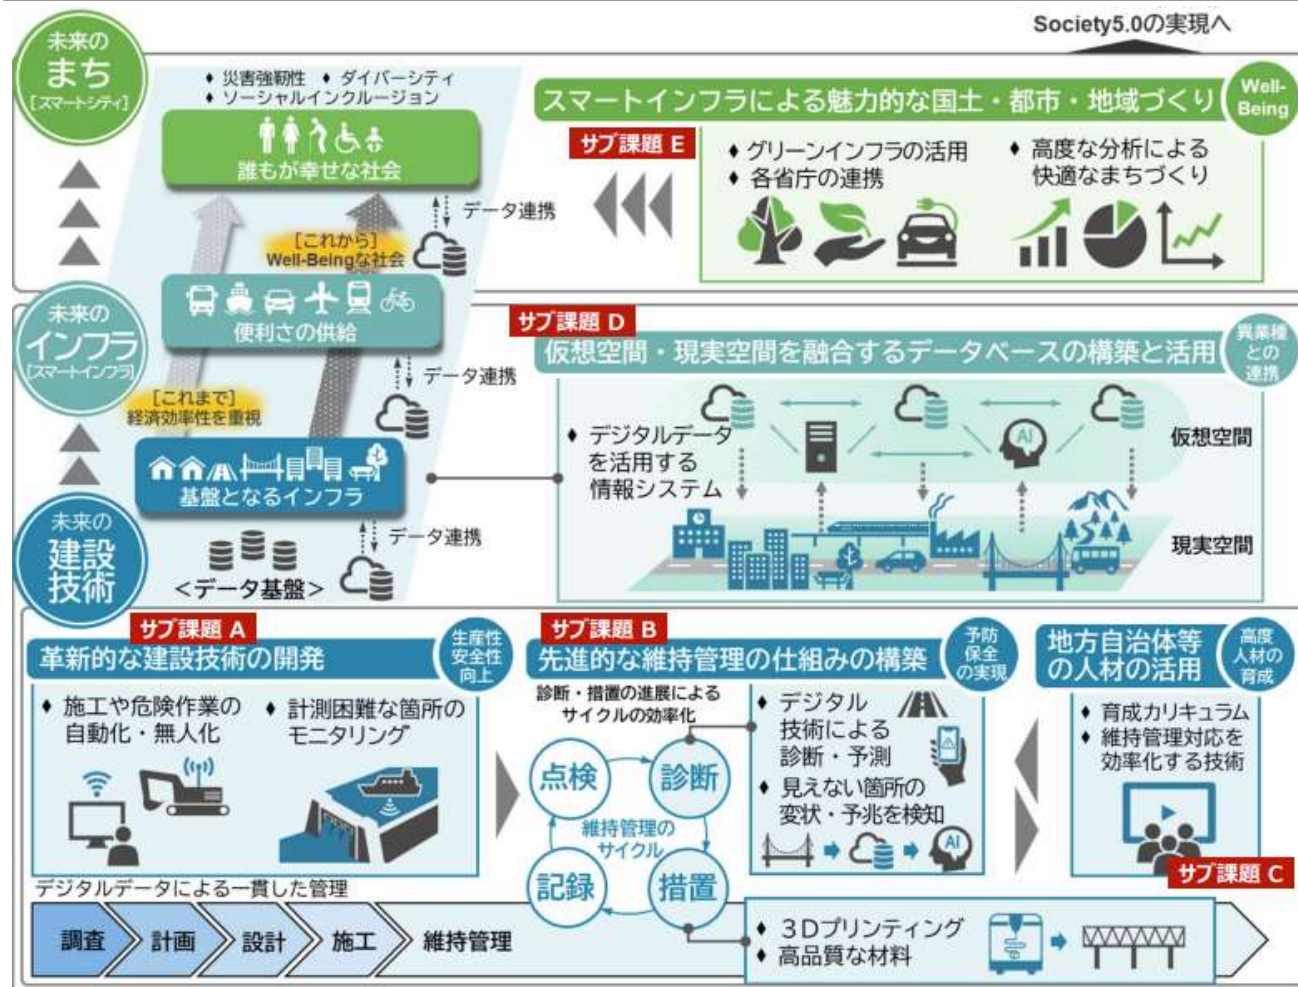 Society5.0の実現へ
未来の
まち
[スマートシティ]
♦ 災害強靭性 ♦ ダイバーシティ
♦ ソーシャルインクルージョン
誰もが幸せな社会
データ連携
[これから]
Well-Beingな社会
スマートインフラによる魅力的な国土・都市・地域づくり
Well-
Being
サブ課題 E
♦ グリーンインフラの活用
♦ 各省庁の連携
♦ 高度な分析による
快適なまちづくり
未来の
インフラ
[スマートインフラ]
便利さの供給
データ連携
[これまで]
経済効率性を重視
基盤となるインフラ
データ連携
<データ基盤>
サブ課題 D
仮想空間・現実空間を融合するデータベースの構築と活用
異業種
との
連携
♦ デジタルデータ
を活用する
情報システム
AI
仮想空間
現実空間
未来の
建設
技術
サブ課題 A
革新的な建設技術の開発
生産性
安全性
向上
♦ 施工や危険作業の
自動化・無人化
♦ 計測困難な箇所の
モニタリング
サブ課題 B
先進的な維持管理の仕組みの構築
予防
保全
の実現
診断・措置の進展による
サイクルの効率化
点検
診断
維持管理の
サイクル
記録
措置
♦ デジタル
技術による
診断・予測
♦ 見えない箇所の
変状・予兆を検知
AI
地方自治体等
の人材の活用
高度
人材の
育成
♦ 育成カリキュラム
♦ 維持管理対応を
効率化する技術
サブ課題 C
デジタルデータによる一貫した管理
調査
計画
設計
施工
維持管理
♦ 3Dプリンティング
♦ 高品質な材料